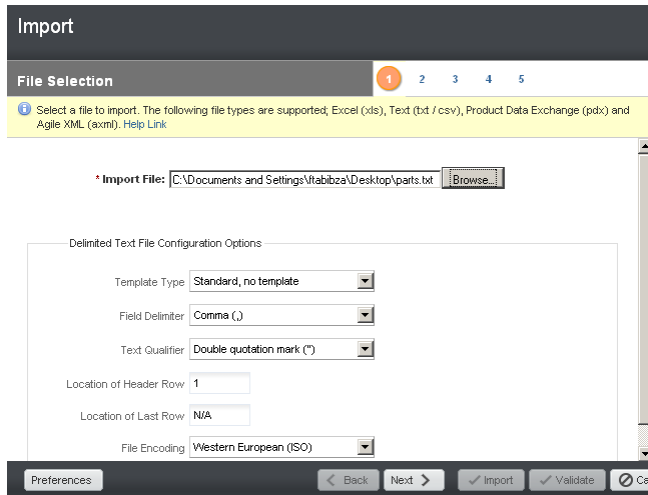 Import
File Selection
1 2 3 4 5
Select a file to import. The following file types are supported; Excel (xls), Text (txt / csv), Product Data Exchange (pdx) and
Agile XML (axml). Help Link
* Import File: C:\Documents and Settings\ftabibza\Desktop\parts.txt Browse...
Delimited Text File Configuration Options
Template Type Standard, no template
Field Delimiter Comma (,)
Text Qualifier Double quotation mark (")
Location of Header Row 1
Location of Last Row N/A
File Encoding Western European (ISO)
Preferences Back Next Import Validate Ca